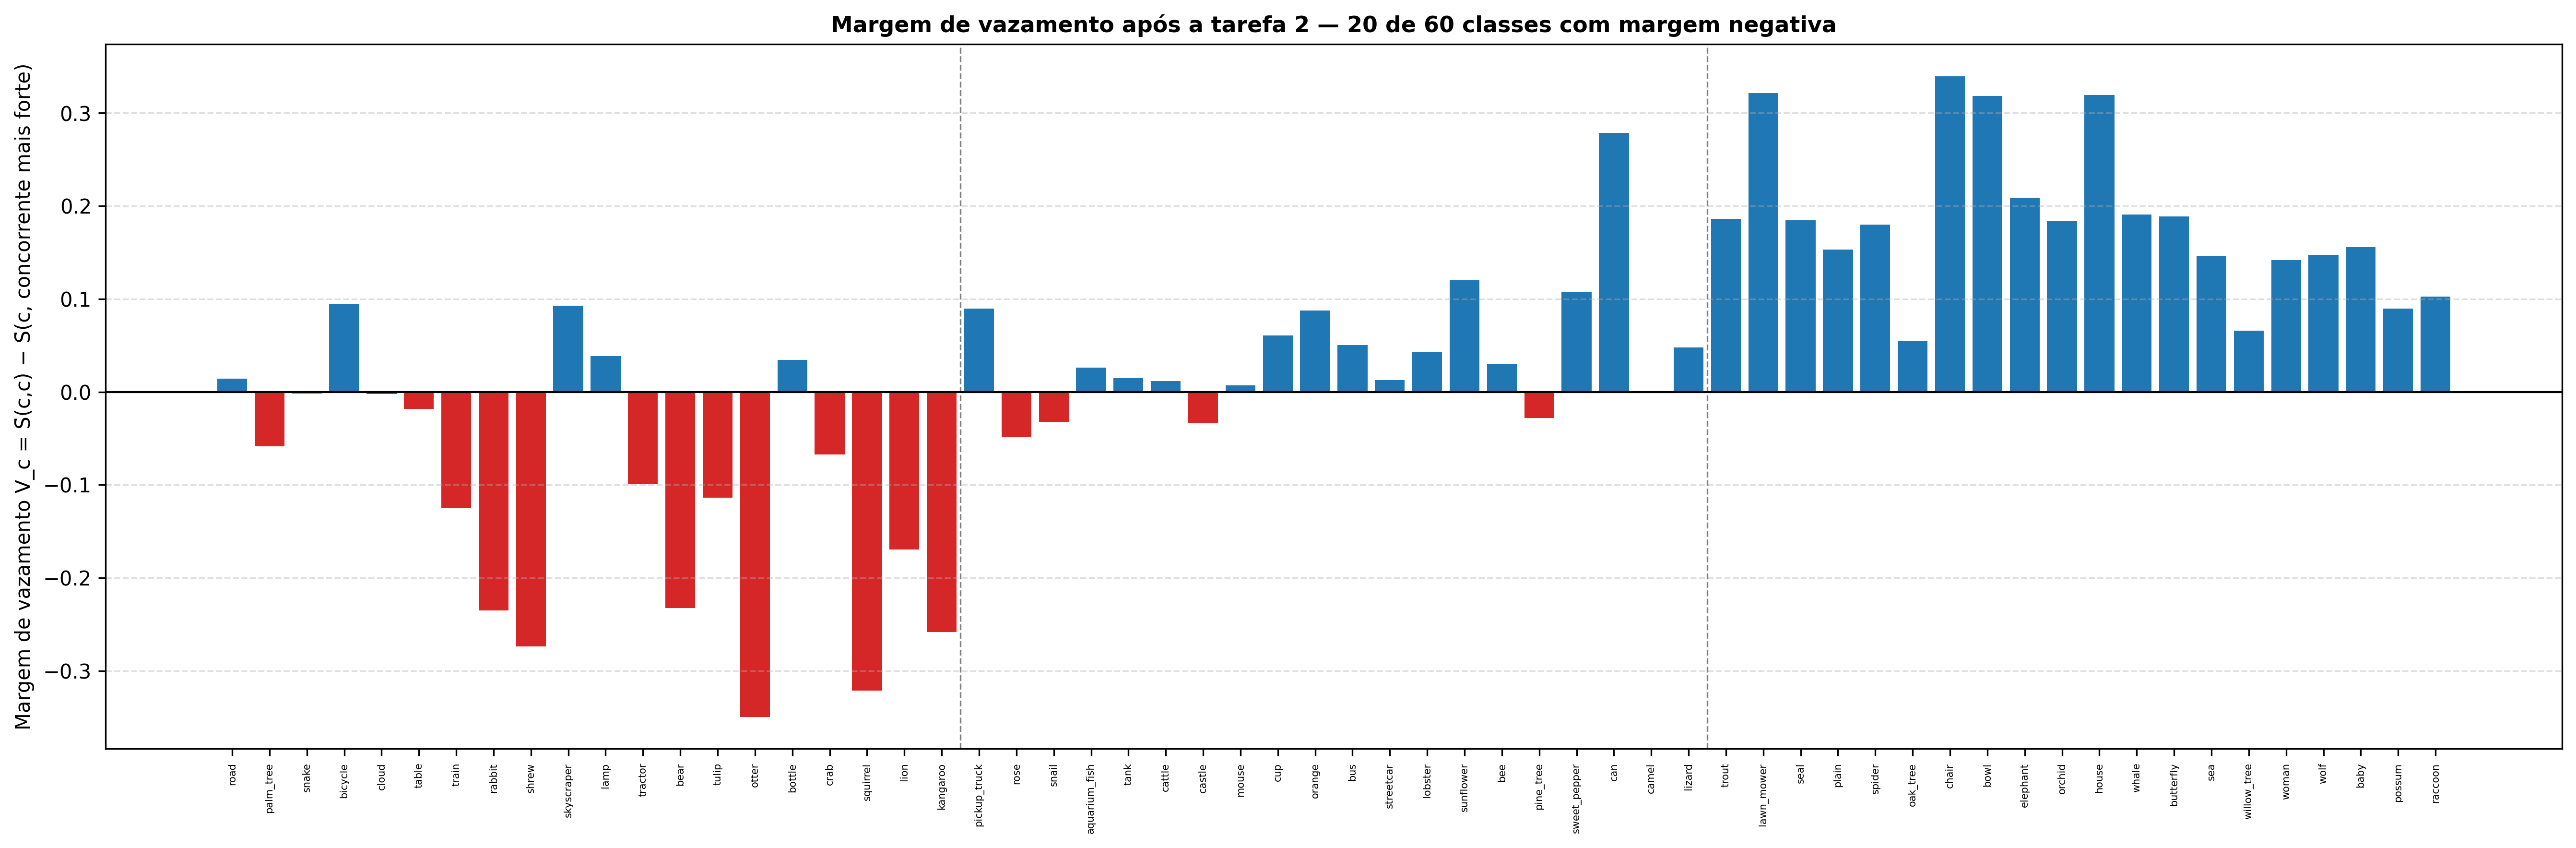 Margem de vazamento após a tarefa 2 — 20 de 60 classes com margem negativa
Margem de vazamento V_c = S(c,c) − S(c, concorrente mais forte)
0.3
0.2
0.1
0.0
−0.1
−0.2
−0.3
road
palm_tree
snake
bicycle
cloud
table
train
rabbit
shrew
skyscraper
lamp
tractor
bear
tulip
otter
bottle
crab
squirrel
lion
kangaroo
pickup_truck
rose
snail
aquarium_fish
tank
cattle
castle
mouse
cup
orange
bus
streetcar
lobster
sunflower
bee
pine_tree
sweet_pepper
can
camel
lizard
trout
lawn_mower
seal
plain
spider
oak_tree
chair
bowl
elephant
orchid
house
whale
butterfly
sea
willow_tree
woman
wolf
baby
possum
raccoon